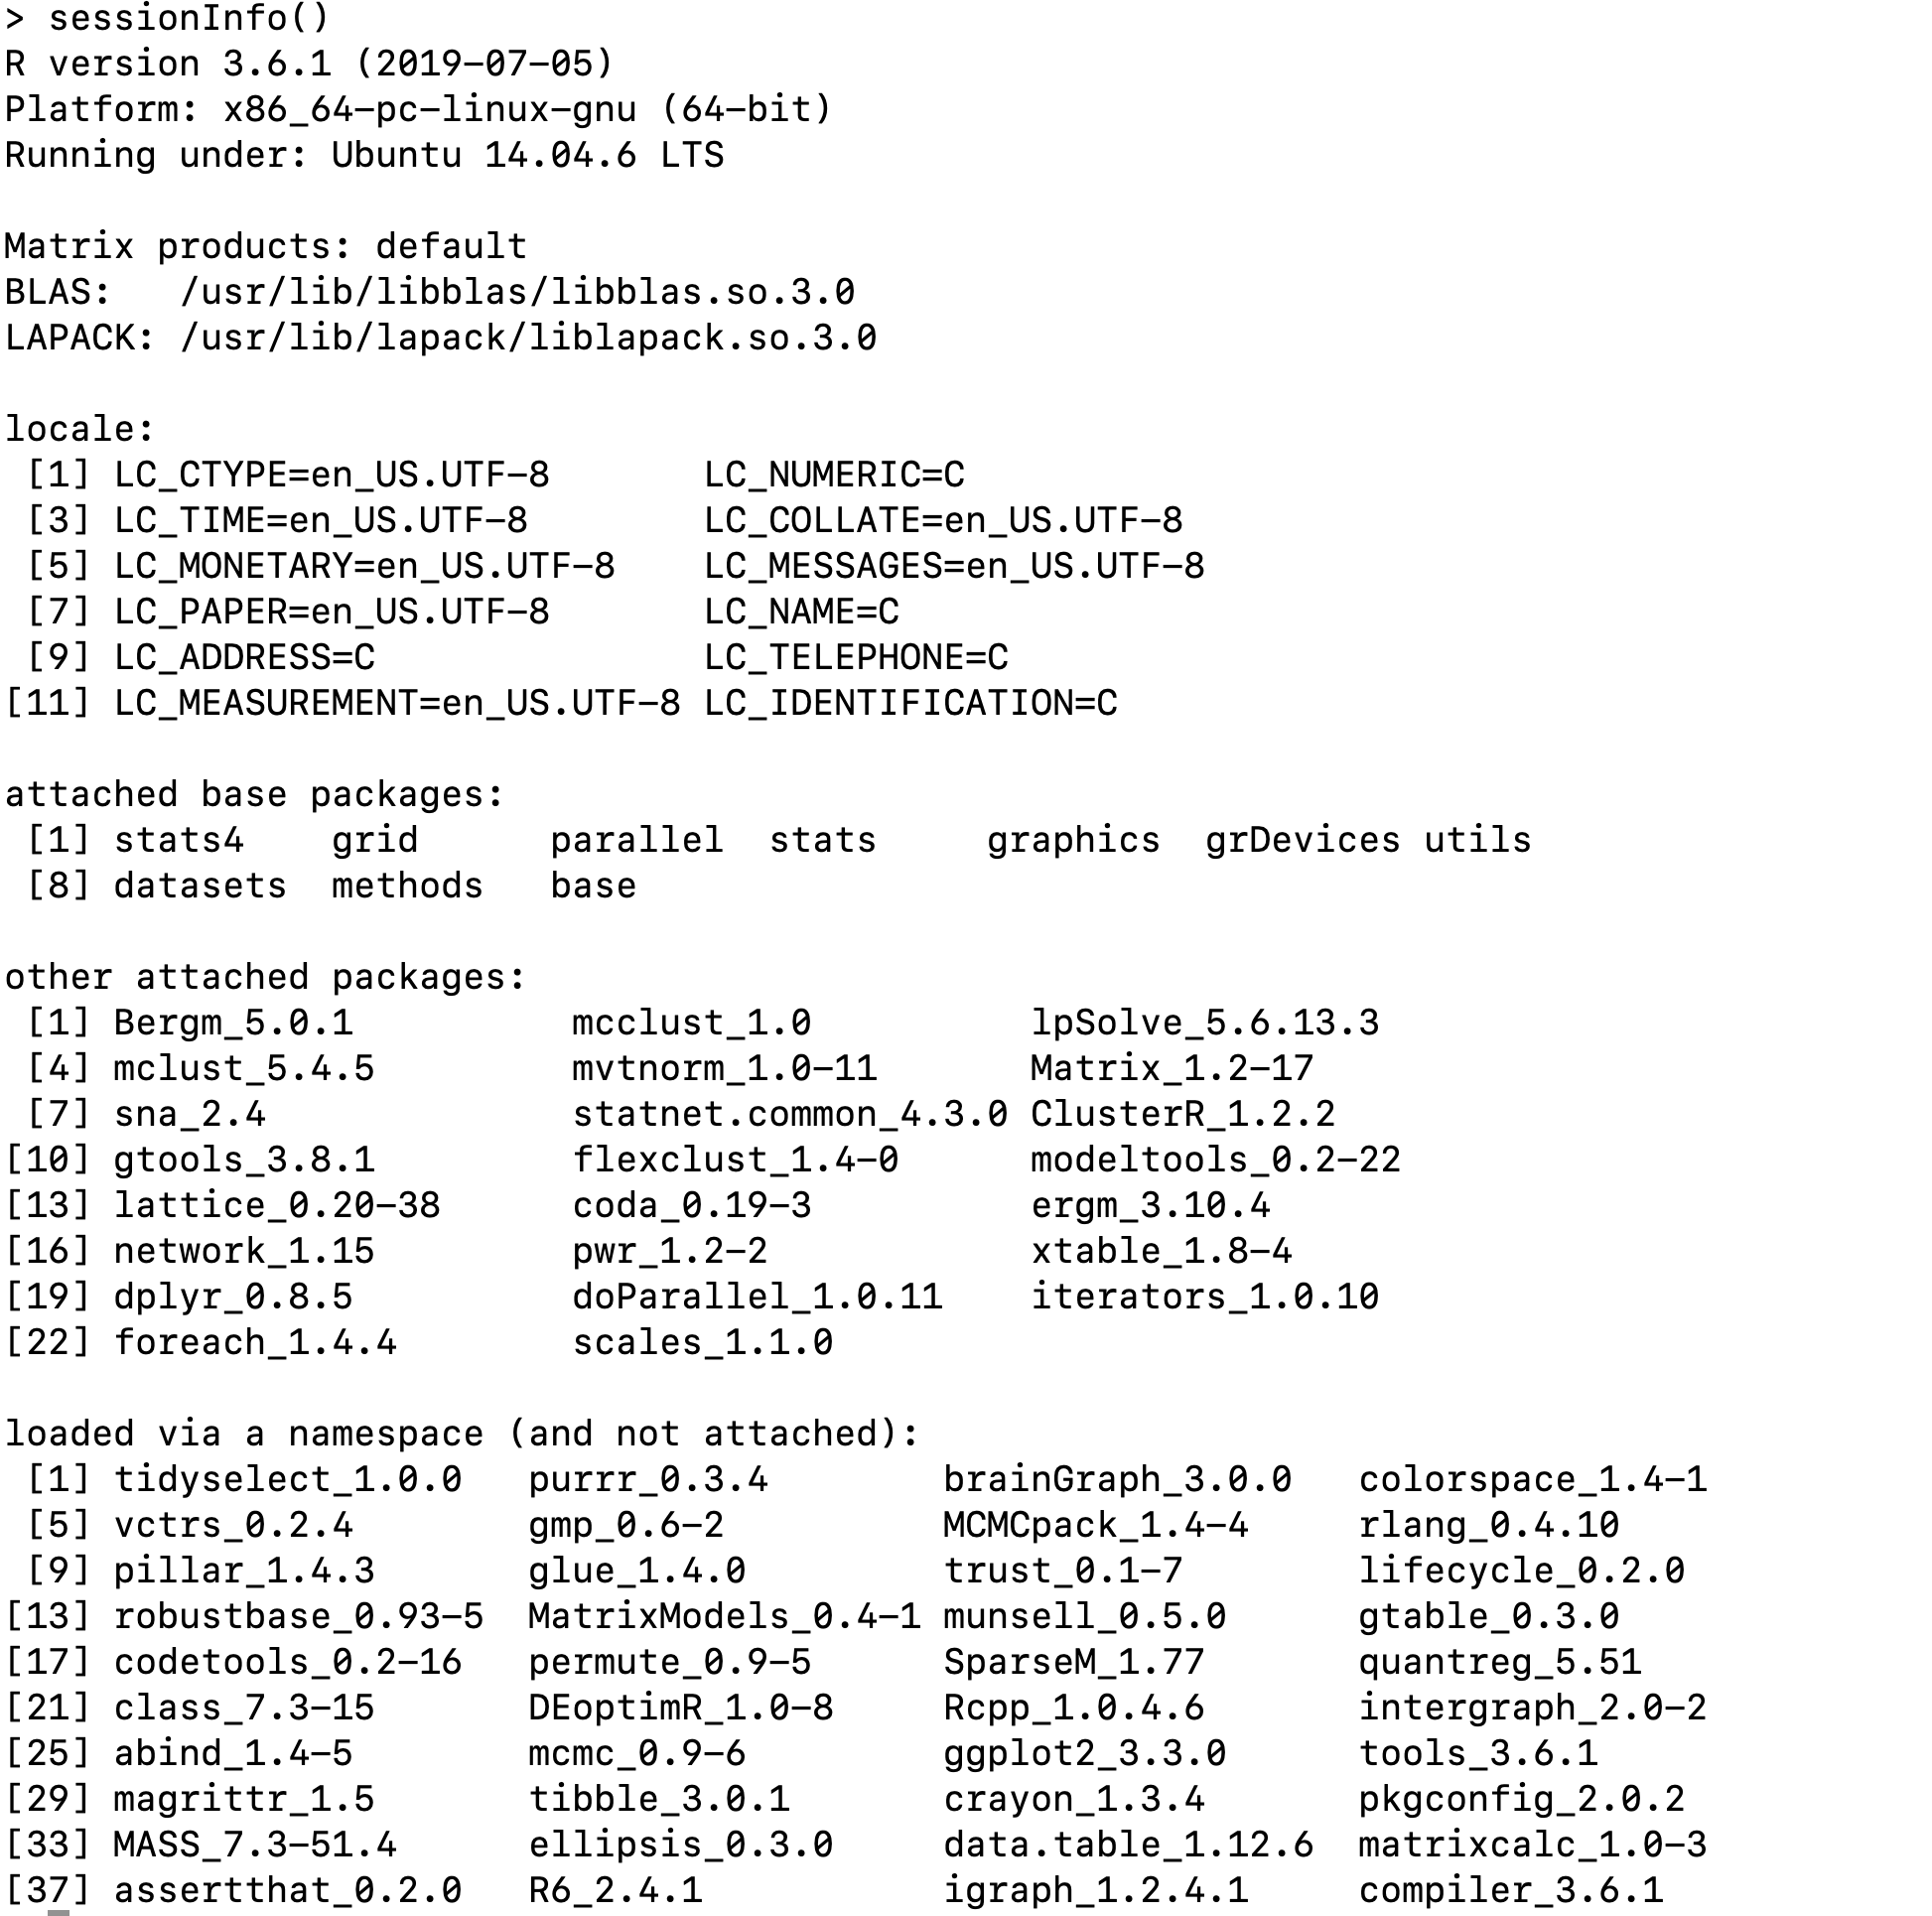 > sessionInfo()
R version 3.6.1 (2019-07-05)
Platform: x86_64-pc-linux-gnu (64-bit)
Running under: Ubuntu 14.04.6 LTS

Matrix products: default
BLAS:   /usr/lib/libblas/libblas.so.3.0
LAPACK: /usr/lib/lapack/liblapack.so.3.0

locale:
 [1] LC_CTYPE=en_US.UTF-8       LC_NUMERIC=C
 [3] LC_TIME=en_US.UTF-8        LC_COLLATE=en_US.UTF-8
 [5] LC_MONETARY=en_US.UTF-8    LC_MESSAGES=en_US.UTF-8
 [7] LC_PAPER=en_US.UTF-8       LC_NAME=C
 [9] LC_ADDRESS=C               LC_TELEPHONE=C
[11] LC_MEASUREMENT=en_US.UTF-8 LC_IDENTIFICATION=C

attached base packages:
 [1] stats4    grid      parallel  stats     graphics  grDevices utils
 [8] datasets  methods   base

other attached packages:
 [1] Bergm_5.0.1          mcclust_1.0          lpSolve_5.6.13.3
 [4] mclust_5.4.5         mvtnorm_1.0-11       Matrix_1.2-17
 [7] sna_2.4              statnet.common_4.3.0 ClusterR_1.2.2
[10] gtools_3.8.1         flexclust_1.4-0      modeltools_0.2-22
[13] lattice_0.20-38      coda_0.19-3          ergm_3.10.4
[16] network_1.15         pwr_1.2-2            xtable_1.8-4
[19] dplyr_0.8.5          doParallel_1.0.11    iterators_1.0.10
[22] foreach_1.4.4        scales_1.1.0

loaded via a namespace (and not attached):
 [1] tidyselect_1.0.0   purrr_0.3.4        brainGraph_3.0.0   colorspace_1.4-1
 [5] vctrs_0.2.4        gmp_0.6-2          MCMCpack_1.4-4     rlang_0.4.10
 [9] pillar_1.4.3       glue_1.4.0         trust_0.1-7        lifecycle_0.2.0
[13] robustbase_0.93-5  MatrixModels_0.4-1 munsell_0.5.0      gtable_0.3.0
[17] codetools_0.2-16   permute_0.9-5      SparseM_1.77       quantreg_5.51
[21] class_7.3-15       DEoptimR_1.0-8     Rcpp_1.0.4.6       intergraph_2.0-2
[25] abind_1.4-5        mcmc_0.9-6         ggplot2_3.3.0      tools_3.6.1
[29] magrittr_1.5       tibble_3.0.1       crayon_1.3.4       pkgconfig_2.0.2
[33] MASS_7.3-51.4      ellipsis_0.3.0     data.table_1.12.6  matrixcalc_1.0-3
[37] assertthat_0.2.0   R6_2.4.1           igraph_1.2.4.1     compiler_3.6.1